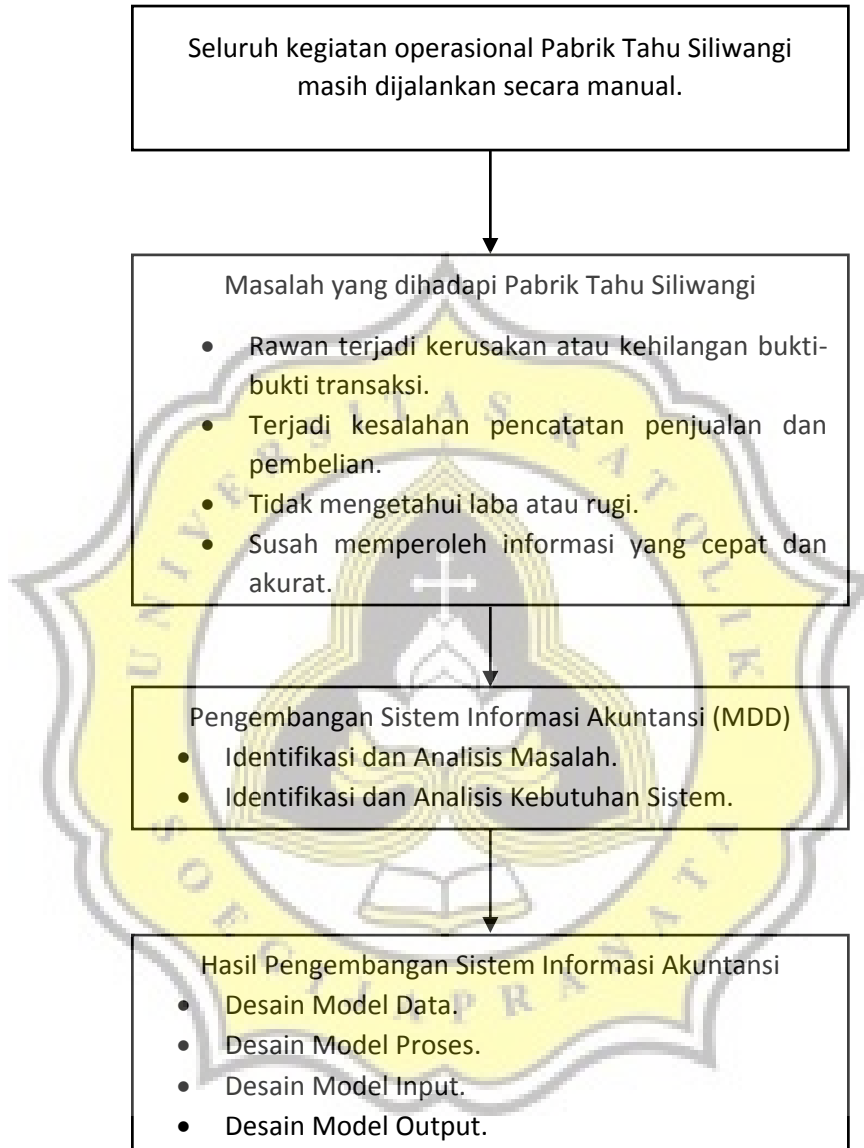 Seluruh kegiatan operasional Pabrik Tahu Siliwangi
masih dijalankan secara manual.
Masalah yang dihadapi Pabrik Tahu Siliwangi
• Rawan terjadi kerusakan atau kehilangan bukti-
bukti transaksi.
• Terjadi kesalahan pencatatan penjualan dan
pembelian.
• Tidak mengetahui laba atau rugi.
• Susah memperoleh informasi yang cepat dan
akurat.
Pengembangan Sistem Informasi Akuntansi (MDD)
• Identifikasi dan Analisis Masalah.
• Identifikasi dan Analisis Kebutuhan Sistem.
Hasil Pengembangan Sistem Informasi Akuntansi
• Desain Model Data.
• Desain Model Proses.
• Desain Model Input.
• Desain Model Output.
UNIVERSITAS KATOLIK
SOEGIJAPRANATA